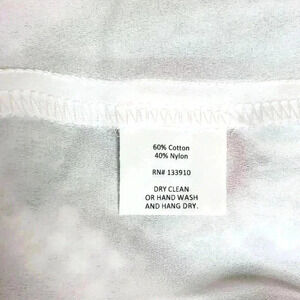 60% Cotton
40% Nylon
RN# 133910
DRY CLEAN
OR HAND WASH
AND HANG DRY.